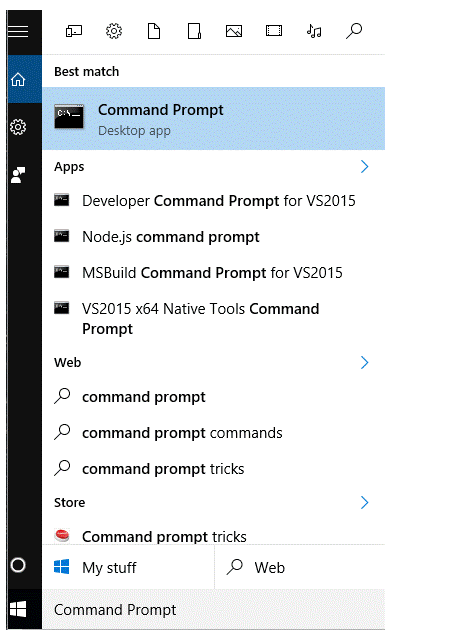 Best match
C:\_
Command Prompt
Desktop app
Apps
Developer Command Prompt for VS2015
Node.js command prompt
MSBuild Command Prompt for VS2015
VS2015 x64 Native Tools Command
Prompt
Web
command prompt
command prompt commands
command prompt tricks
Store
Command prompt tricks
My stuff
Web
Command Prompt